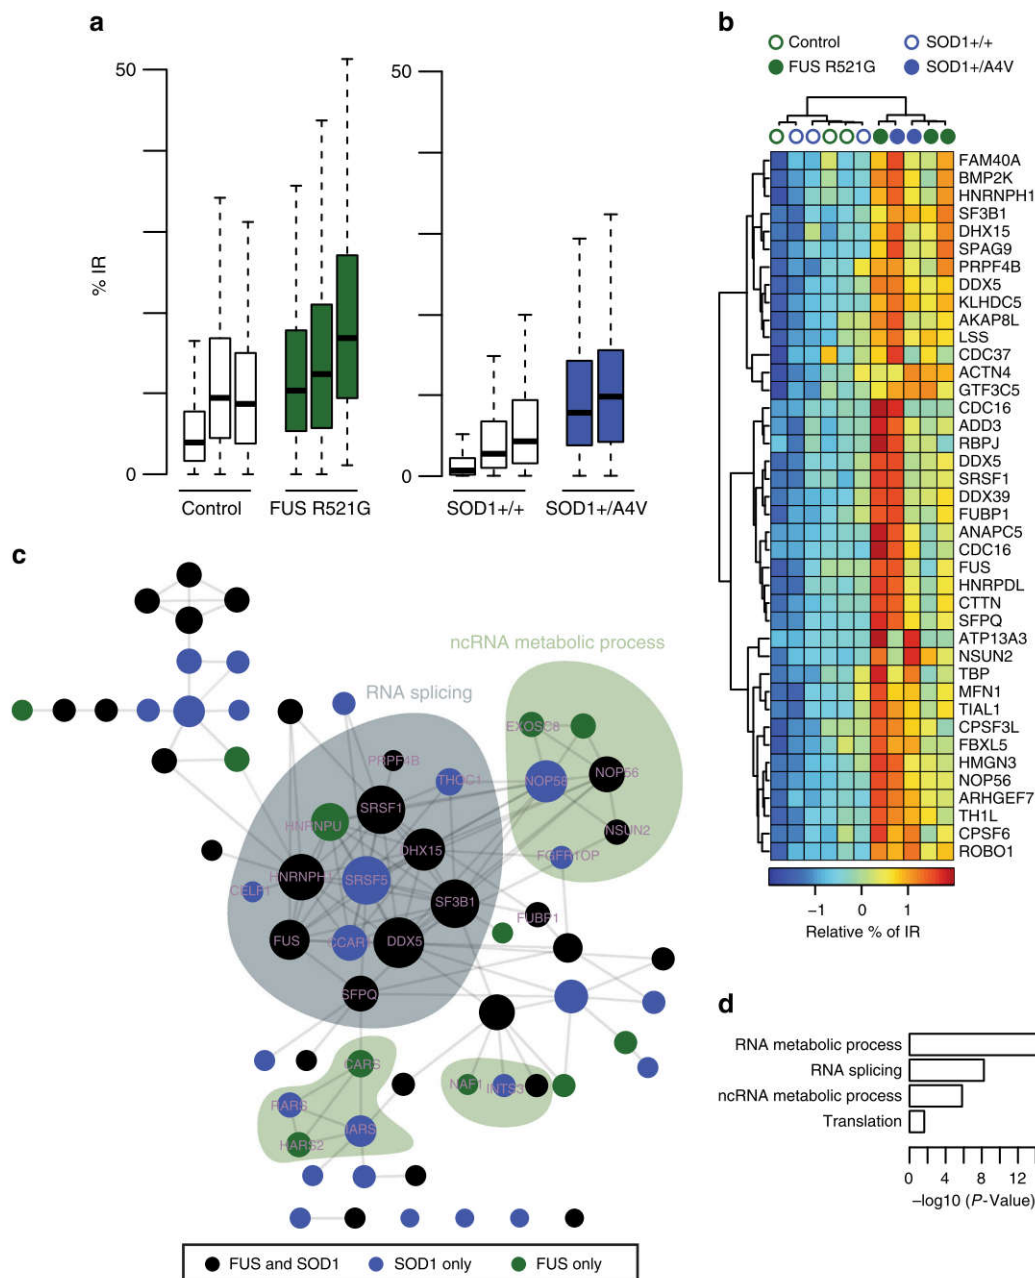 a
50
% IR
0
Control
FUS R521G
50
0
SOD1+/+
SOD1+/A4V
b
Control
SOD1+/+
FUS R521G
SOD1+/A4V
FAM40A
BMP2K
HNRNPH1
SF3B1
DHX15
SPAG9
PRPF4B
DDX5
KLHDC5
AKAP8L
LSS
CDC37
ACTN4
GTF3C5
CDC16
ADD3
RBPJ
DDX5
SRSF1
DDX39
FUBP1
ANAPC5
CDC16
FUS
HNRPDL
CTTN
SFPQ
ATP13A3
NSUN2
TBP
MFN1
TIAL1
CPSF3L
FBXL5
HMGN3
NOP56
ARHGEF7
TH1L
CPSF6
ROBO1
−1 0 1
Relative % of IR
c
ncRNA metabolic process
RNA splicing
EXOSC8
PRPF4B
THOC1
NOP58
NOP56
SRSF1
HNRNPU
NSUN2
DHX15
FGFR1OP
HNRNPH1
SRSF5
CELF1
SF3B1
FUBP1
FUS
CCAR1
DDX5
SFPQ
CARS
NAF1
INTS3
RARS
IARS
HARS2
FUS and SOD1
SOD1 only
FUS only
d
RNA metabolic process
RNA splicing
ncRNA metabolic process
Translation
0 4 8 12
−log10 (P-Value)